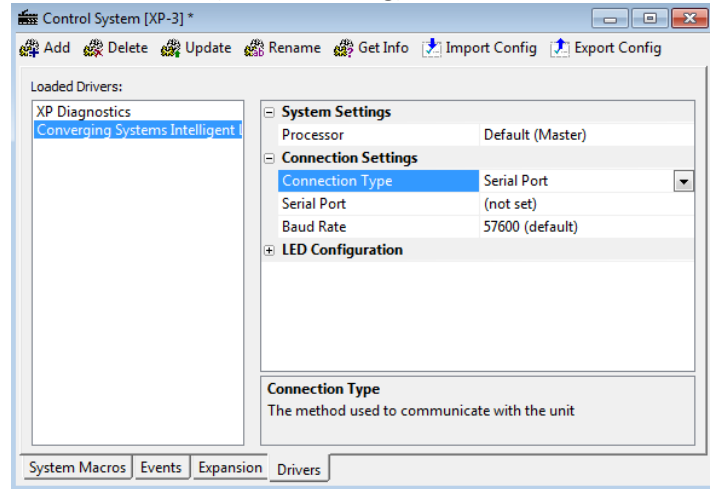 Control System [XP-3] *
Add Delete Update Rename Get Info Import Config Export Config
Loaded Drivers:
XP Diagnostics
Converging Systems Intelligent
System Settings
Processor Default (Master)
Connection Settings
Connection Type Serial Port
Serial Port (not set)
Baud Rate 57600 (default)
LED Configuration
Connection Type
The method used to communicate with the unit
System Macros Events Expansion Drivers